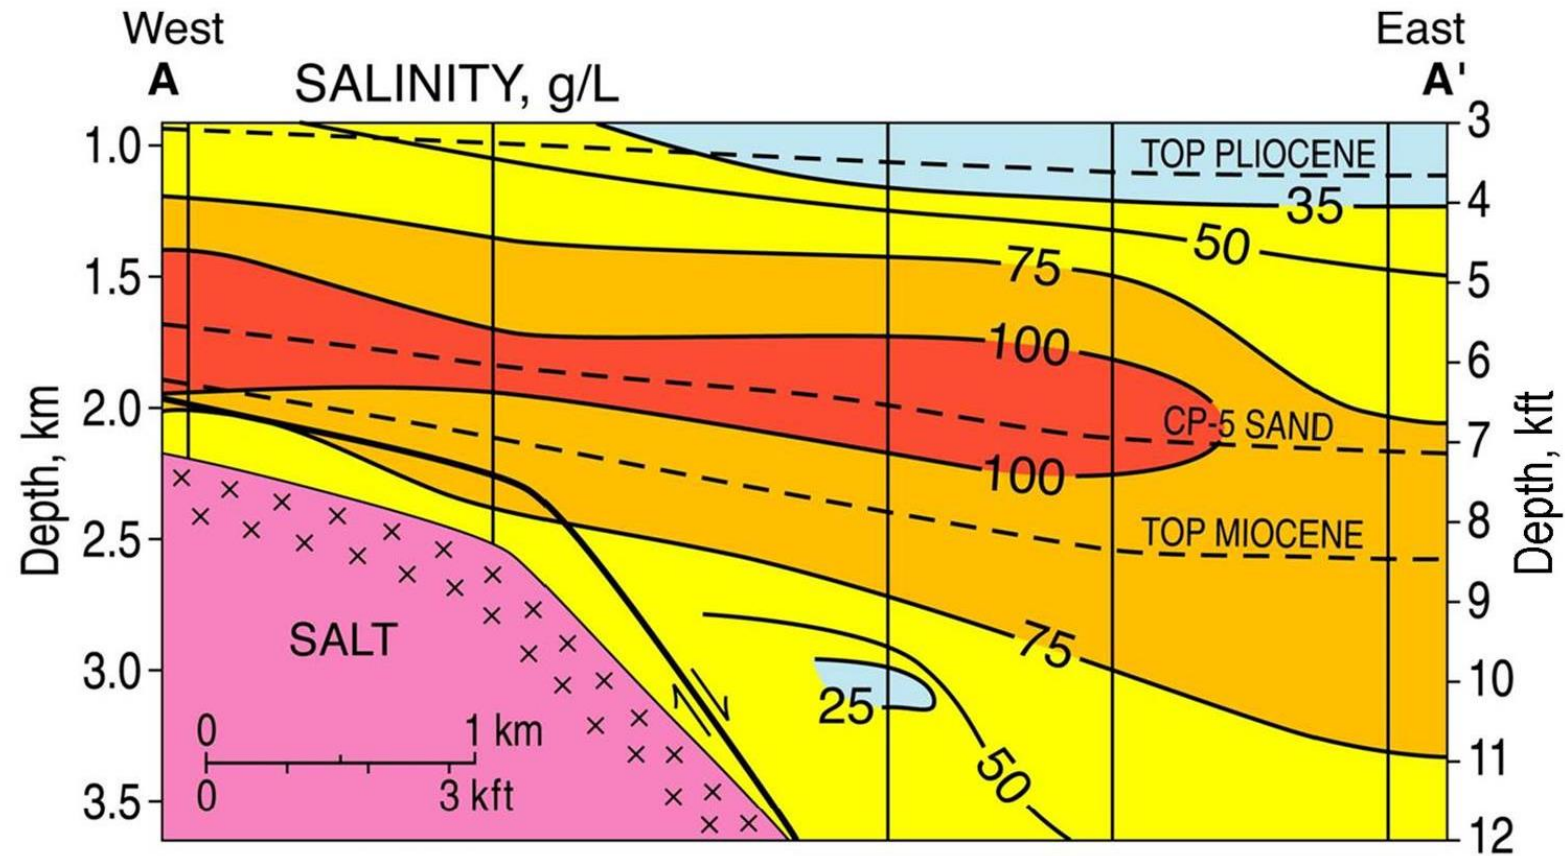 West
East
A
SALINITY, g/L
A'
3
1.0
TOP PLIOCENE
4
35
50
75
1.5
5
100
6
2.0
CP-5 SAND
7
100
TOP MIOCENE
8
2.5
9
75
SALT
3.0
10
25
0
1 km
50
11
0
3 kft
3.5
12
Depth, km
Depth, kft